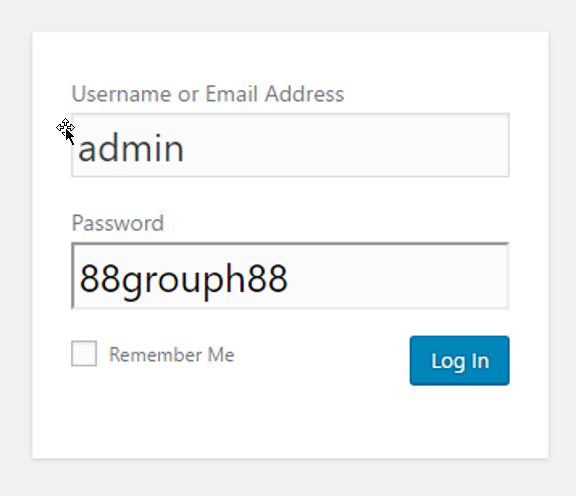 Username or Email Address
admin
Password
88grouph88
Remember Me
Log In